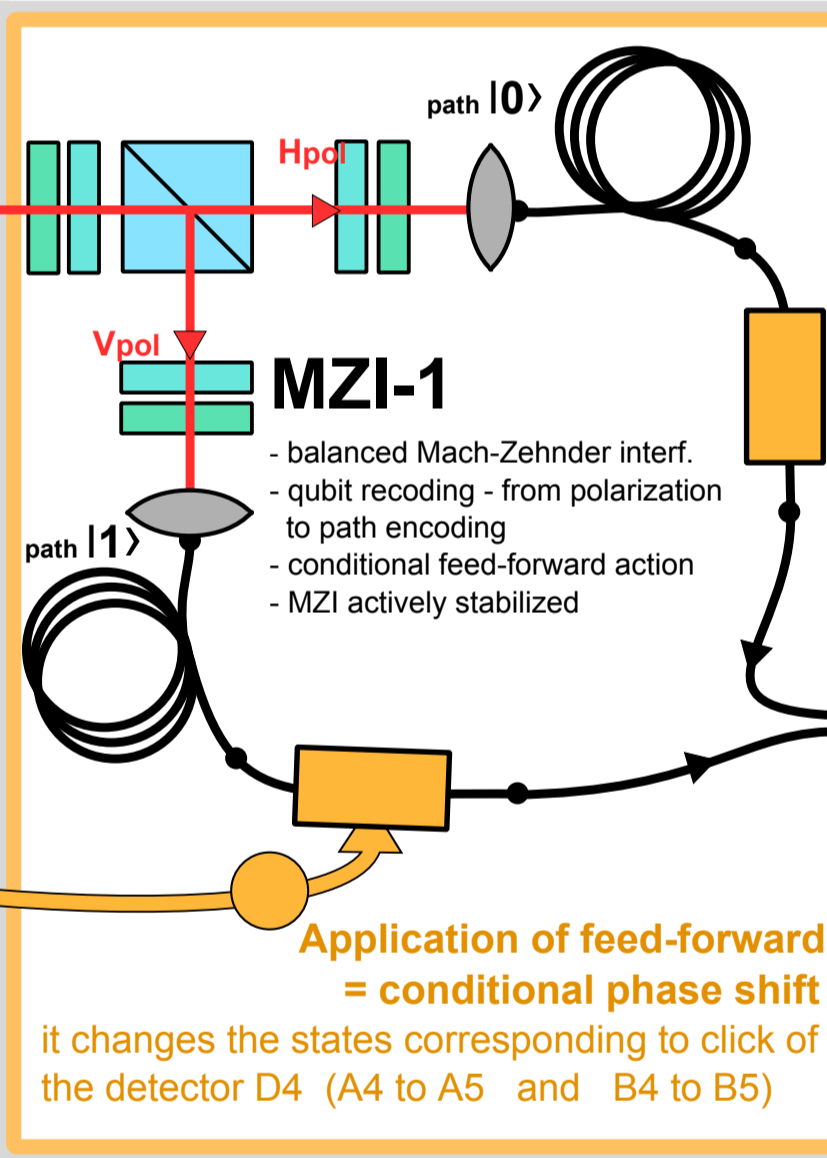 path |0⟩
Hpol
Vpol
MZI-1
- balanced Mach-Zehnder interf.
- qubit recoding - from polarization
to path encoding
- conditional feed-forward action
- MZI actively stabilized
path |1⟩
Application of feed-forward
= conditional phase shift
it changes the states corresponding to click of
the detector D4 (A4 to A5 and B4 to B5)